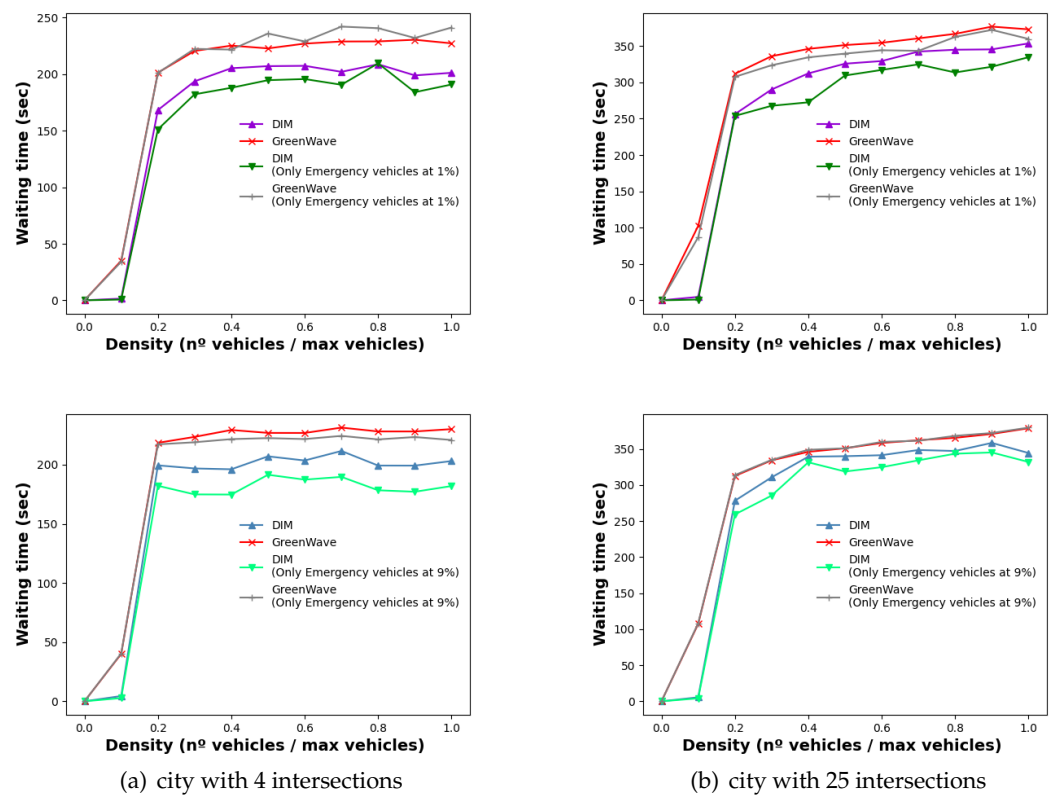 250
200
150
100
50
0
Waiting time (sec)
DIM
GreenWave
DIM
(Only Emergency vehicles at 1%)
GreenWave
(Only Emergency vehicles at 1%)
0.0 0.2 0.4 0.6 0.8 1.0
Density (nº vehicles / max vehicles)
350
300
250
200
150
100
50
0
Waiting time (sec)
DIM
GreenWave
DIM
(Only Emergency vehicles at 1%)
GreenWave
(Only Emergency vehicles at 1%)
0.0 0.2 0.4 0.6 0.8 1.0
Density (nº vehicles / max vehicles)
200
150
100
50
0
Waiting time (sec)
DIM
GreenWave
DIM
(Only Emergency vehicles at 9%)
GreenWave
(Only Emergency vehicles at 9%)
0.0 0.2 0.4 0.6 0.8 1.0
Density (nº vehicles / max vehicles)
(a) city with 4 intersections
350
300
250
200
150
100
50
0
Waiting time (sec)
DIM
GreenWave
DIM
(Only Emergency vehicles at 9%)
GreenWave
(Only Emergency vehicles at 9%)
0.0 0.2 0.4 0.6 0.8 1.0
Density (nº vehicles / max vehicles)
(b) city with 25 intersections